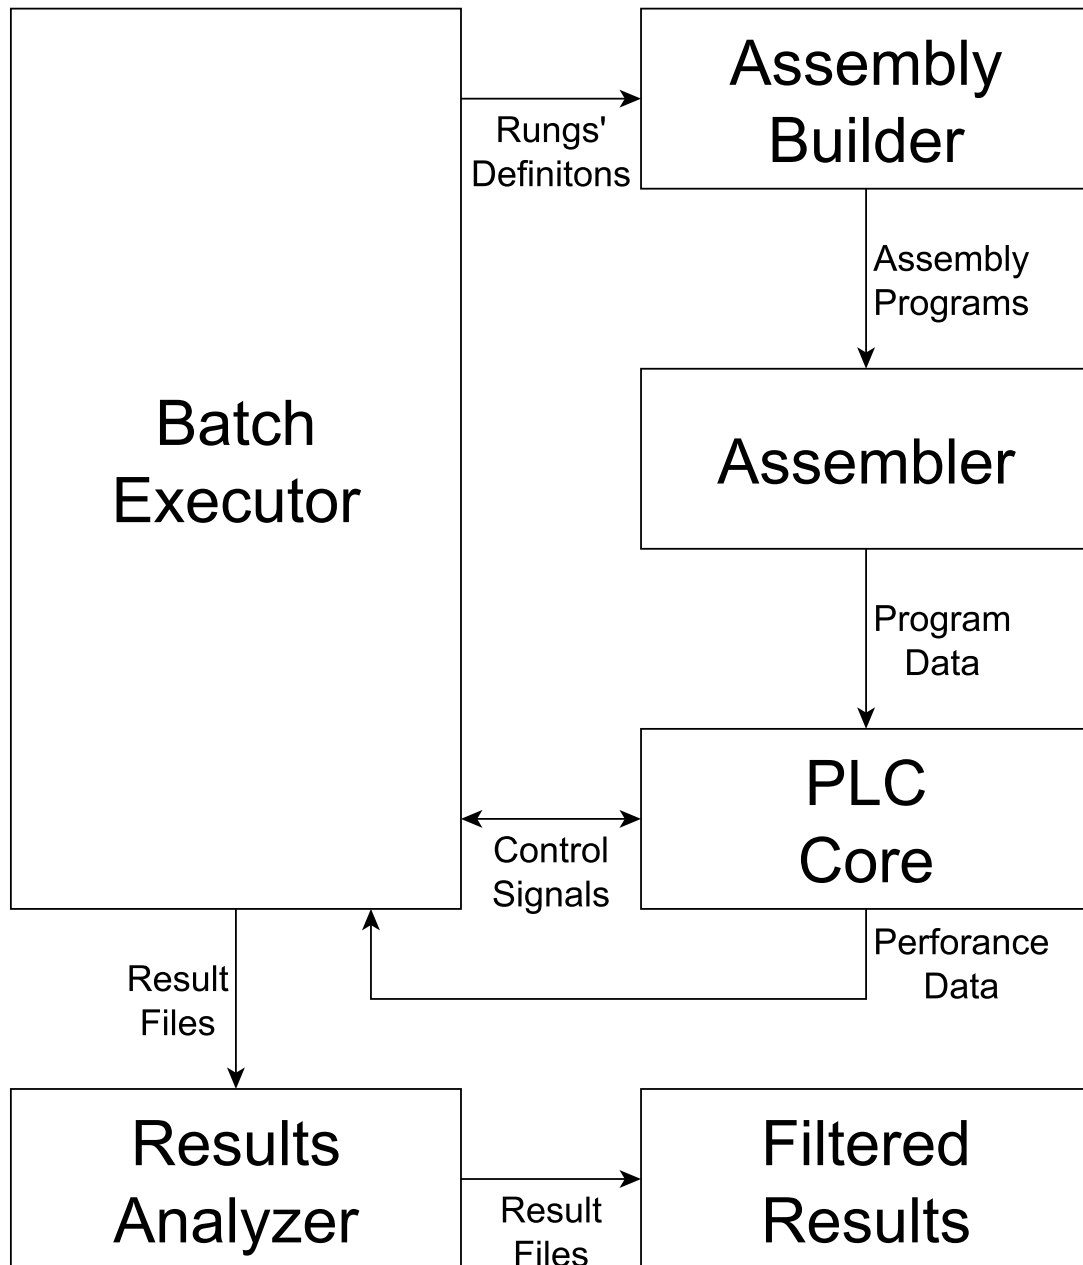 Assembly
Builder
Rungs'
Definitons
Assembly
Programs
Batch
Executor
Assembler
Program
Data
PLC
Core
Control
Signals
Perforance
Data
Result
Files
Results
Analyzer
Result
Files
Filtered
Results